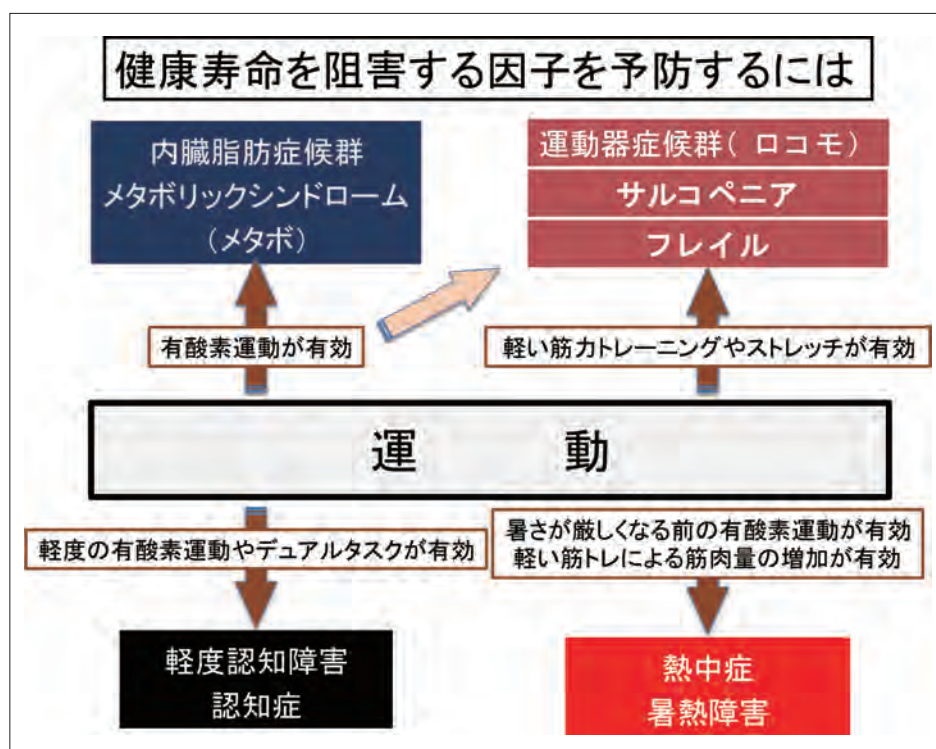 健康寿命を阻害する因子を予防するには
内臓脂肪症候群
メタボリックシンドローム
(メタボ)
運動器症候群( ロコモ)
サルコペニア
フレイル
有酸素運動が有効
軽い筋力トレーニングやストレッチが有効
運 動
軽度の有酸素運動やデュアルタスクが有効
暑さが厳しくなる前の有酸素運動が有効
軽い筋トレによる筋肉量の増加が有効
軽度認知障害
認知症
熱中症
暑熱障害